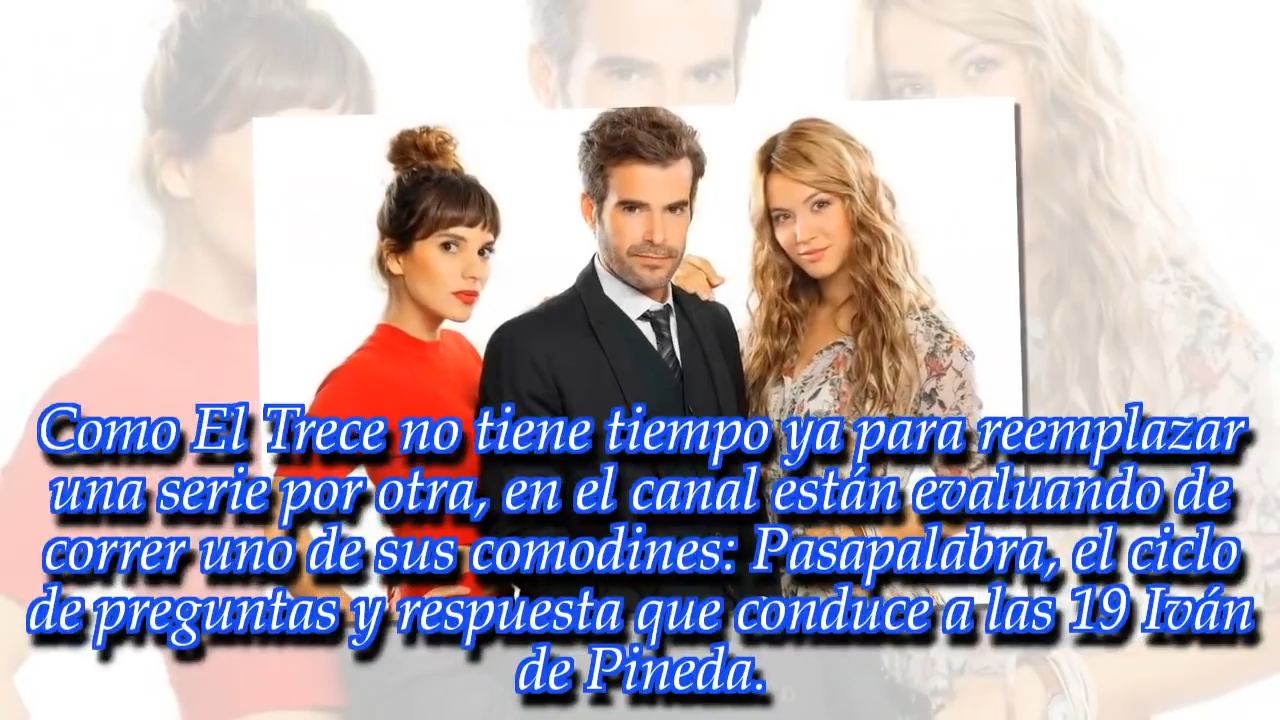 Como El Trece no tiene tiempo ya para reemplazar
una serie por otra, en el canal están evaluando de
correr uno de sus comodines: Pasapalabra, el ciclo
de preguntas y respuesta que conduce a las 19 Iván
de Pineda.